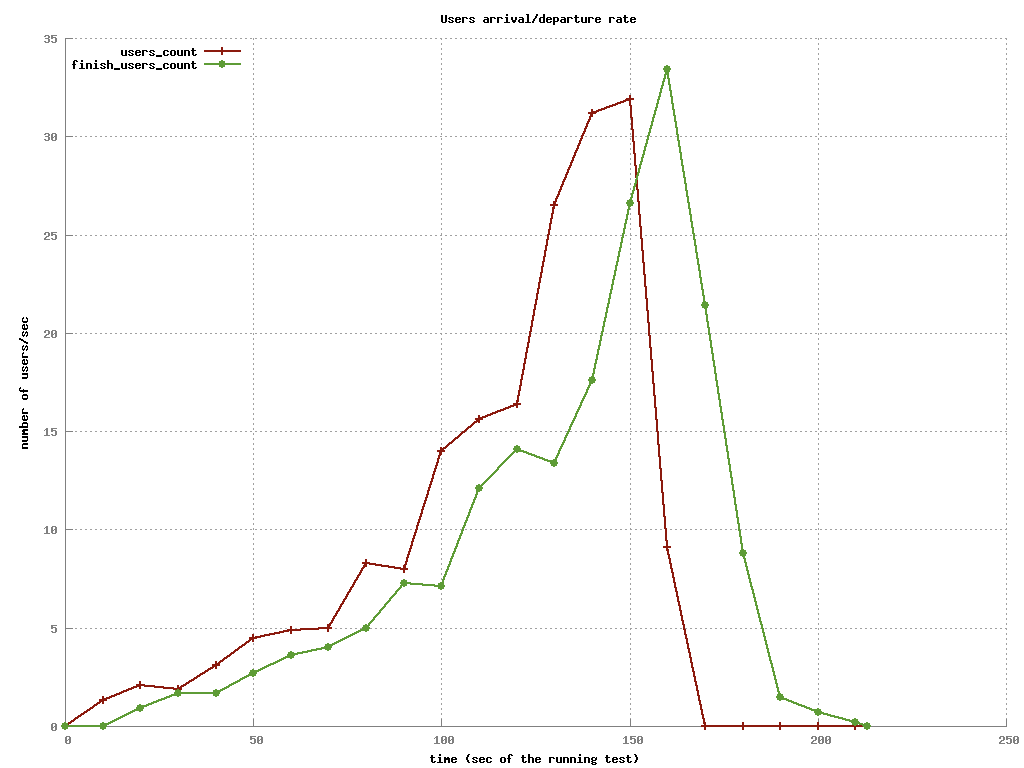 Users arrival/departure rate
users_count
finish_users_count
35
30
25
20
15
10
5
0
number of users/sec
0 50 100 150 200 250
time (sec of the running test)